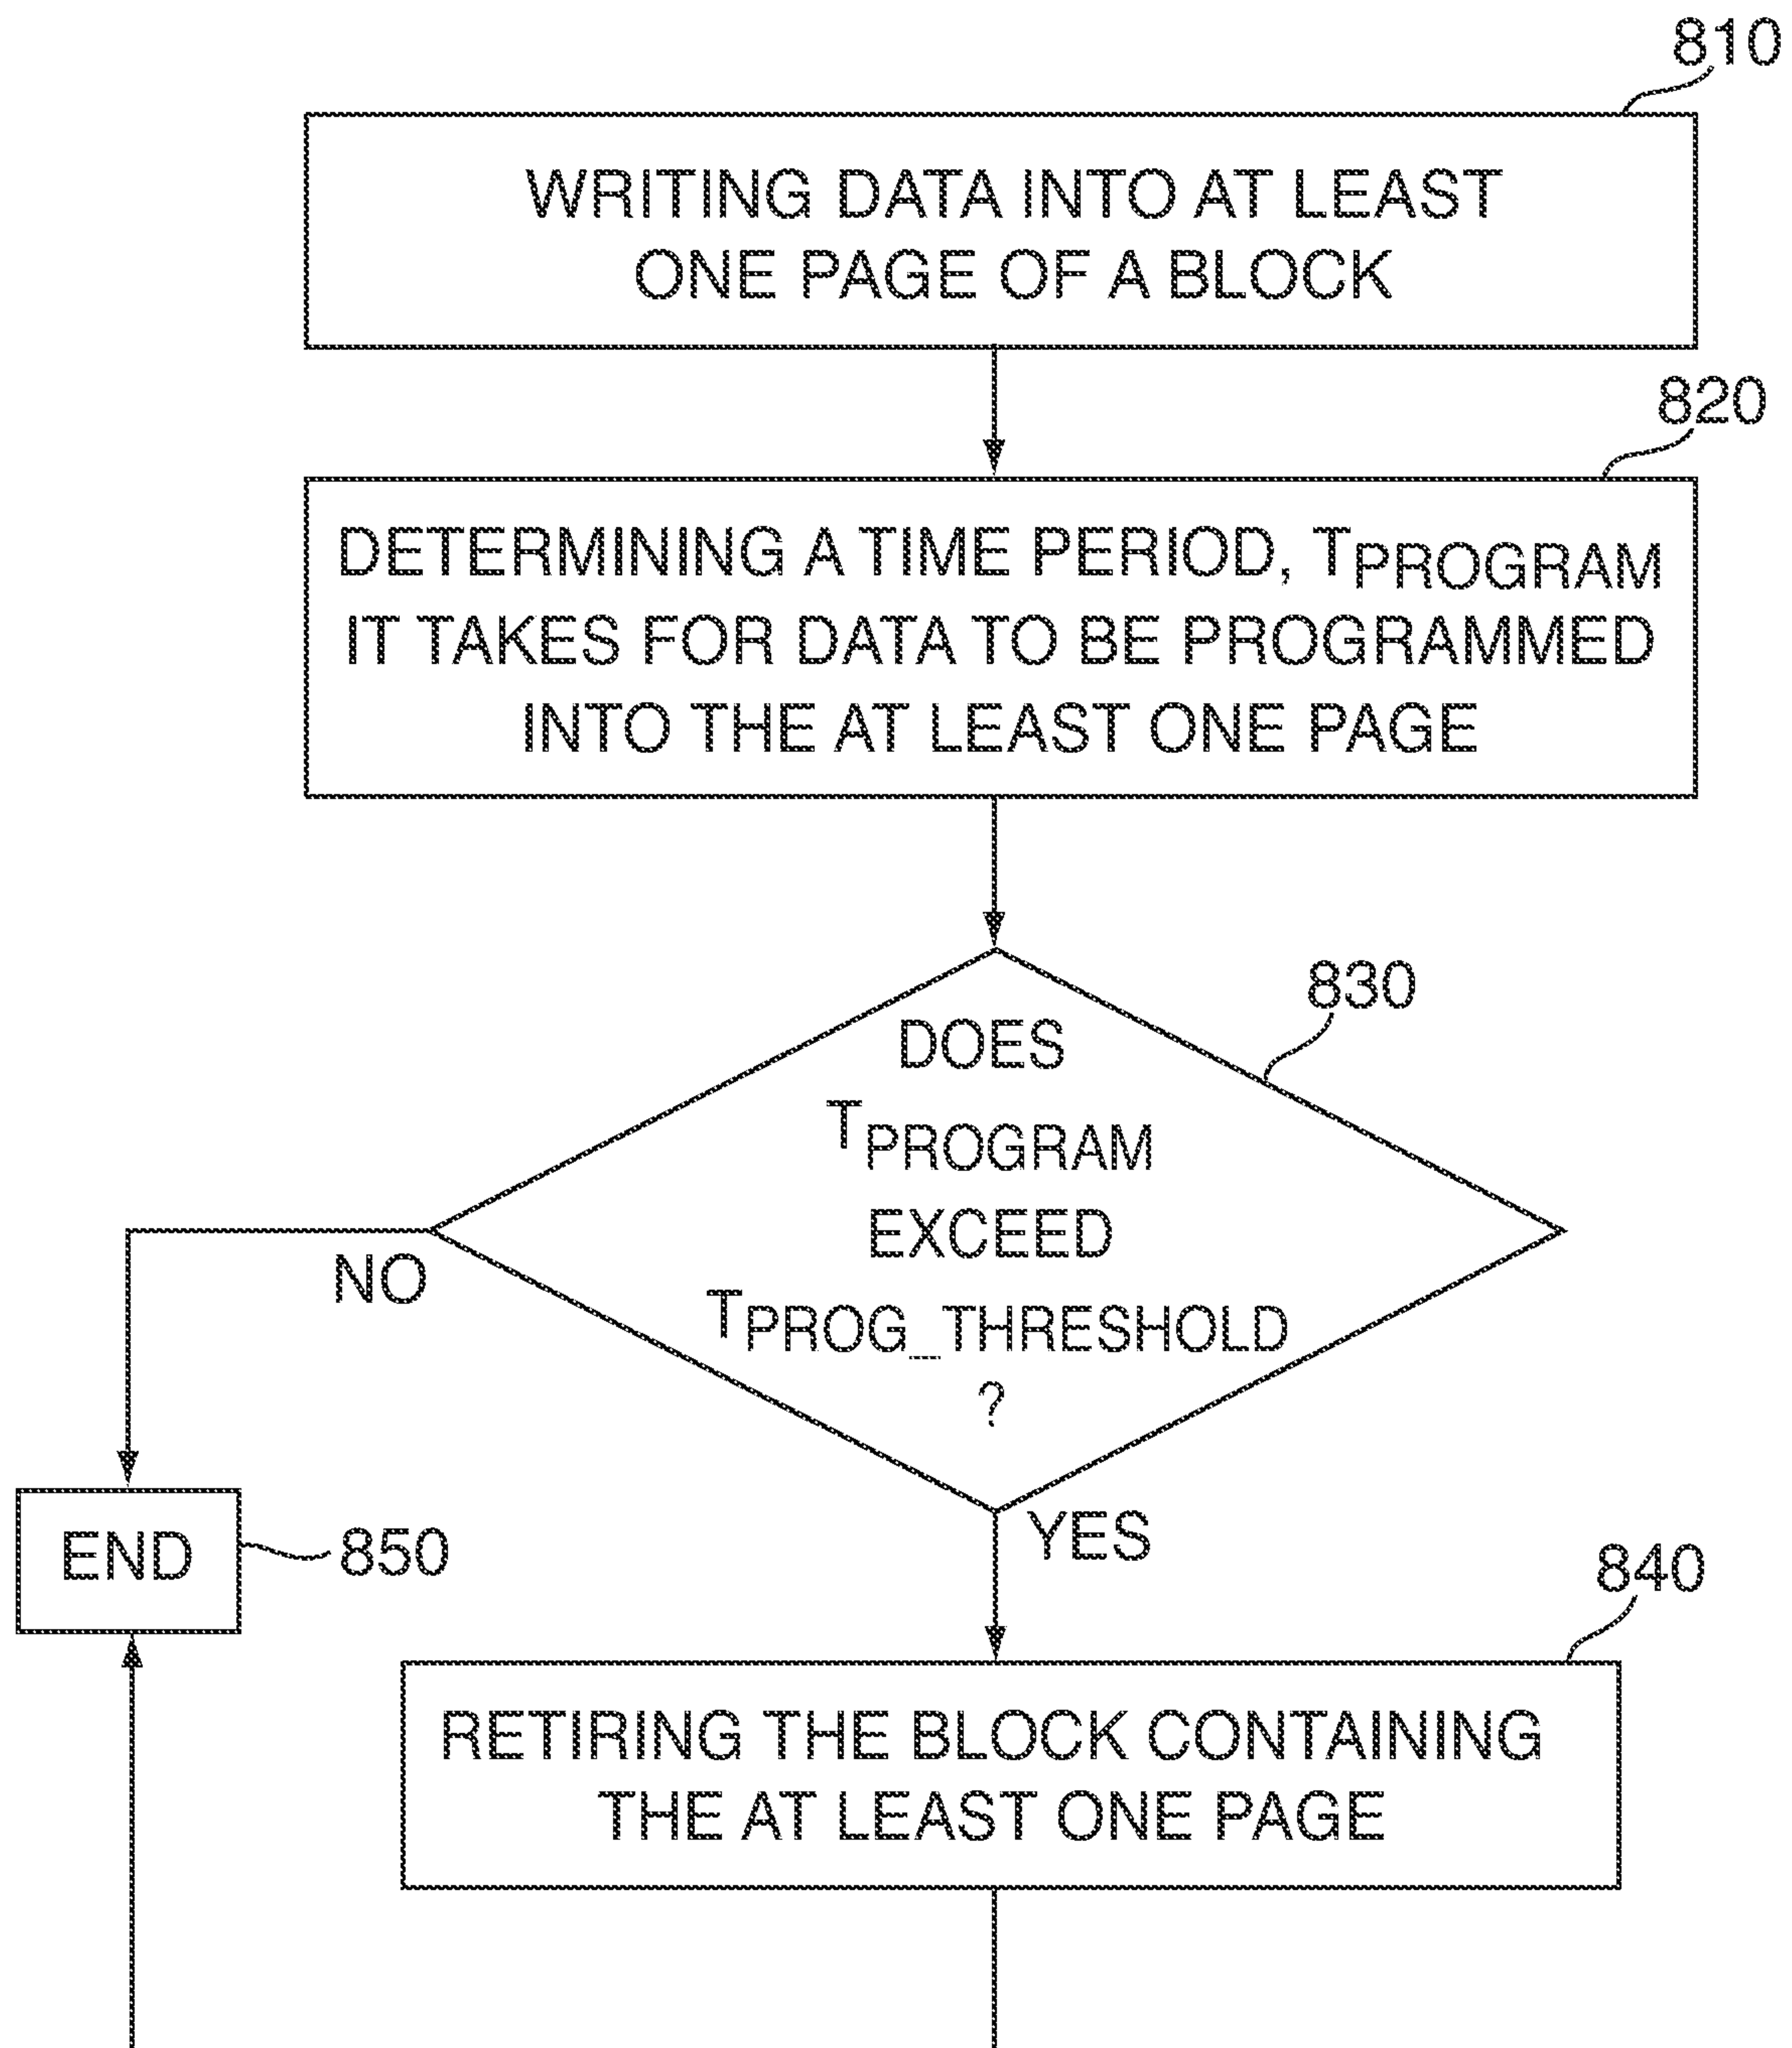 810
WRITING DATA INTO AT LEAST
ONE PAGE OF A BLOCK
820
DETERMINING A TIME PERIOD, TPROGRAM
IT TAKES FOR DATA TO BE PROGRAMMED
INTO THE AT LEAST ONE PAGE
830
DOES
TPROGRAM
EXCEED
TPROG_THRESHOLD
?
NO
YES
END
850
840
RETIRING THE BLOCK CONTAINING
THE AT LEAST ONE PAGE